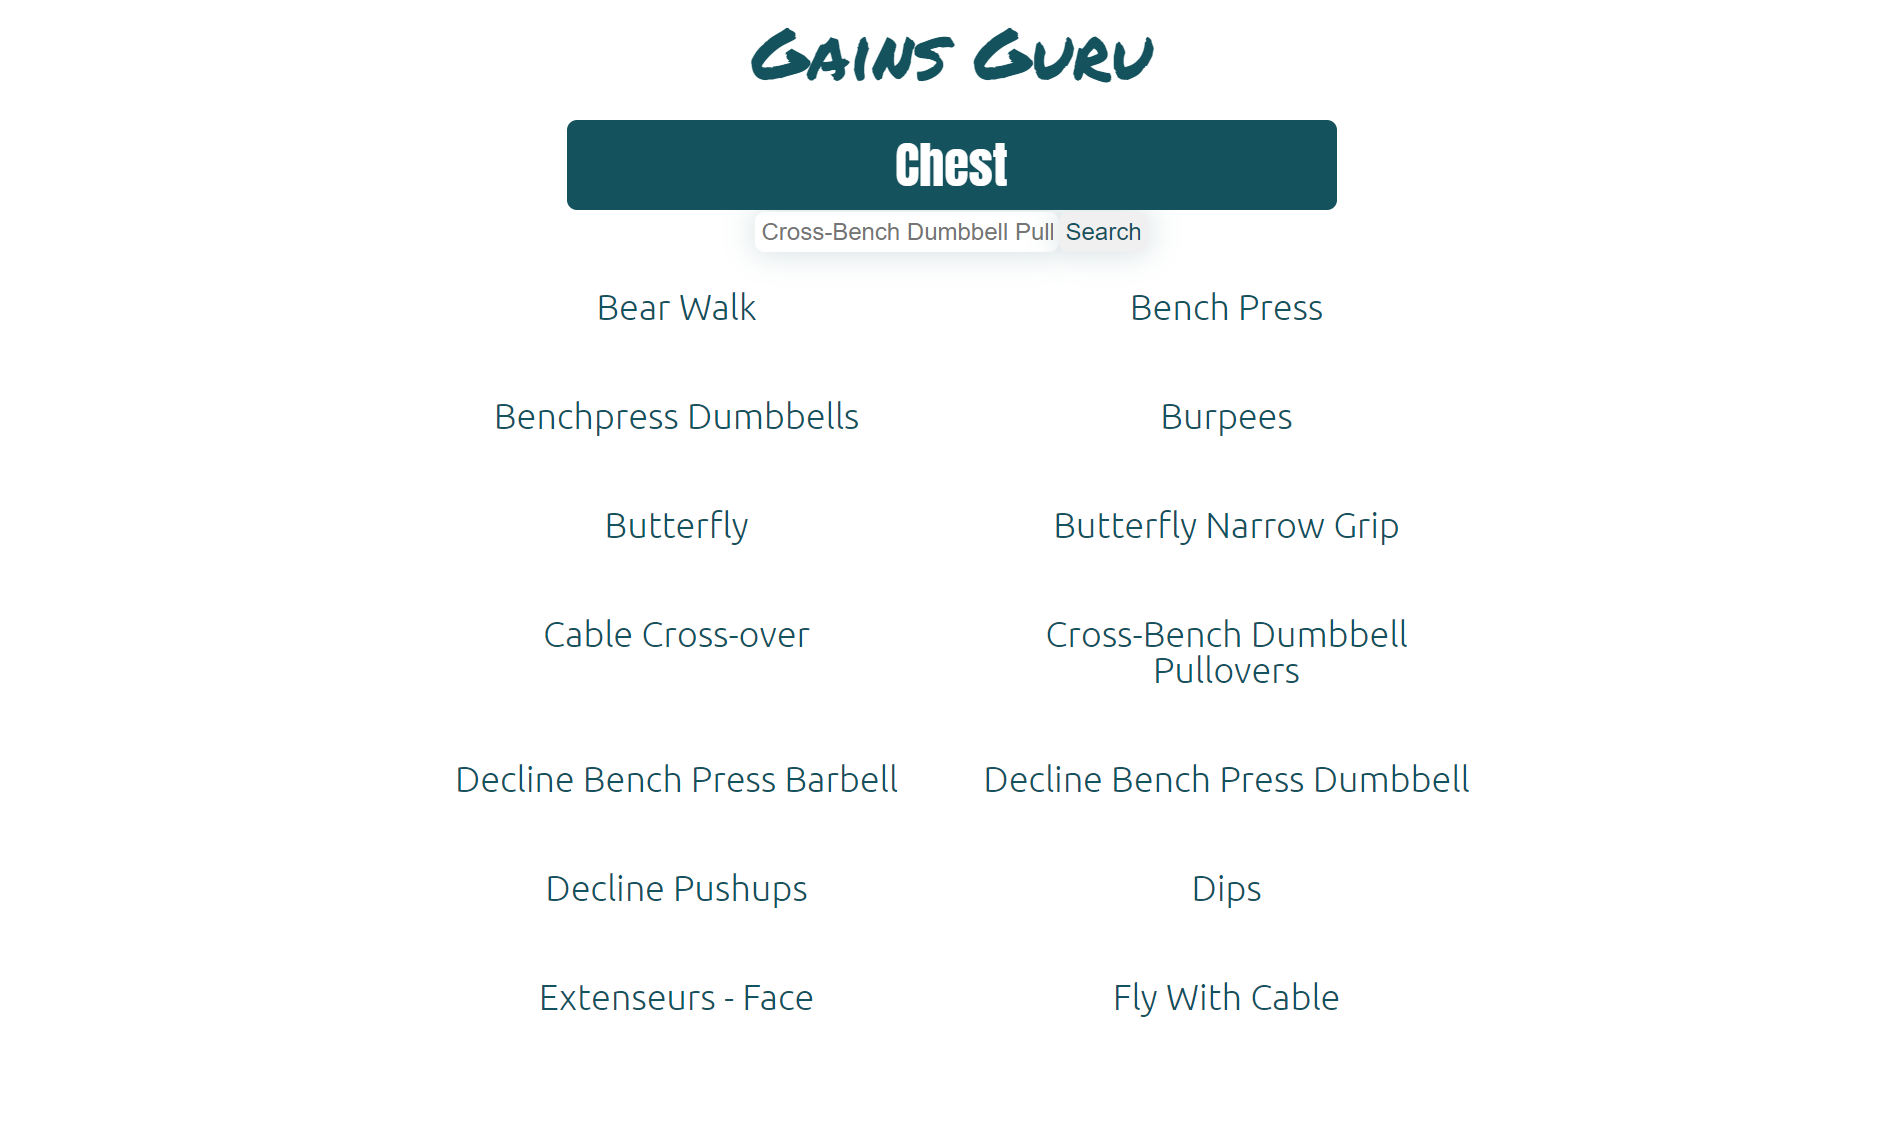 Gains Guru
Chest
Cross-Bench Dumbbell Pull Search
Bear Walk
Bench Press
Benchpress Dumbbells
Burpees
Butterfly
Butterfly Narrow Grip
Cable Cross-over
Cross-Bench Dumbbell
Pullovers
Decline Bench Press Barbell
Decline Bench Press Dumbbell
Decline Pushups
Dips
Extenseurs - Face
Fly With Cable